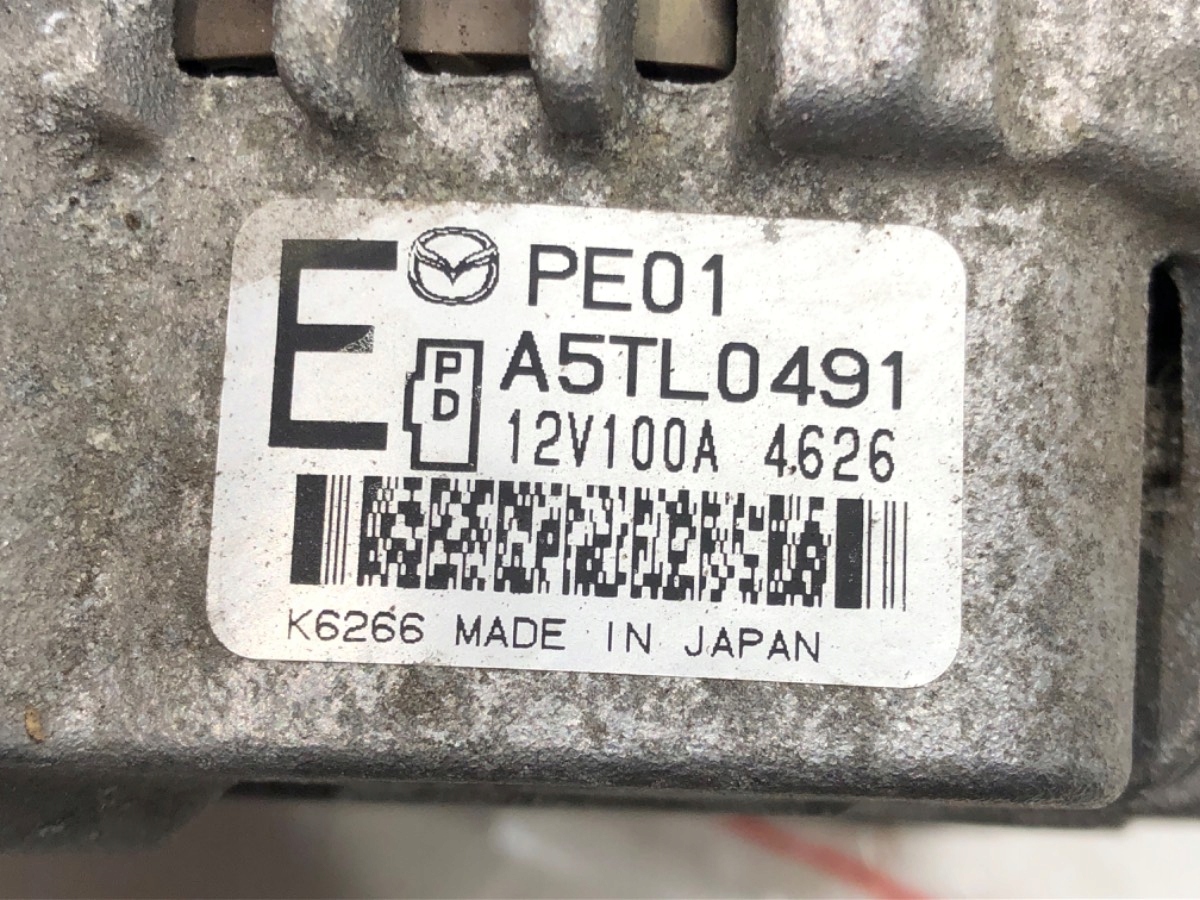 E PE01
A5TL0491
P
D
12V100A 4626
K6266 MADE IN JAPAN